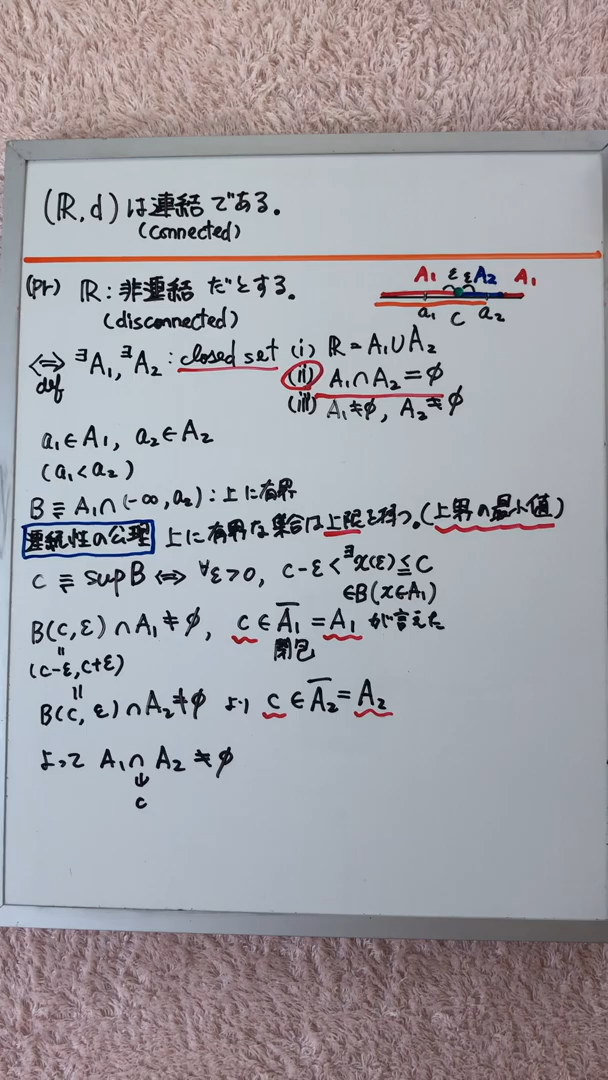 (ℝ, d) は連結である。
(connected)
(Pr) ℝ: 非連結 だとする。
(disconnected)
A₁ ε ε A₂ A₁
a₁ c a₂
⟺ def ∃A₁, ∃A₂ : closed set (i) ℝ = A₁∪A₂
(ii) A₁∩A₂ = φ
(iii) A₁≠φ, A₂≠φ
a₁∈A₁, a₂∈A₂
(a₁<a₂)
B ≡ A₁∩(-∞, a₂) : 上に有界
連続性の公理 上に有界な集合は上限を持つ。(上界の最小値)
c ≡ sup B ⟺ ∀ε>0, c-ε < ∃x(ε) ≦ c
∈B (x∈A₁)
B(c, ε) ∩ A₁ ≠ φ, c ∈ A̅₁ = A₁ が言えた
閉包
‖
(c-ε, c+ε)
‖
B(c, ε) ∩ A₂ ≠ φ より c ∈ A̅₂ = A₂
よって A₁ ∩ A₂ ≠ φ
⇓
c